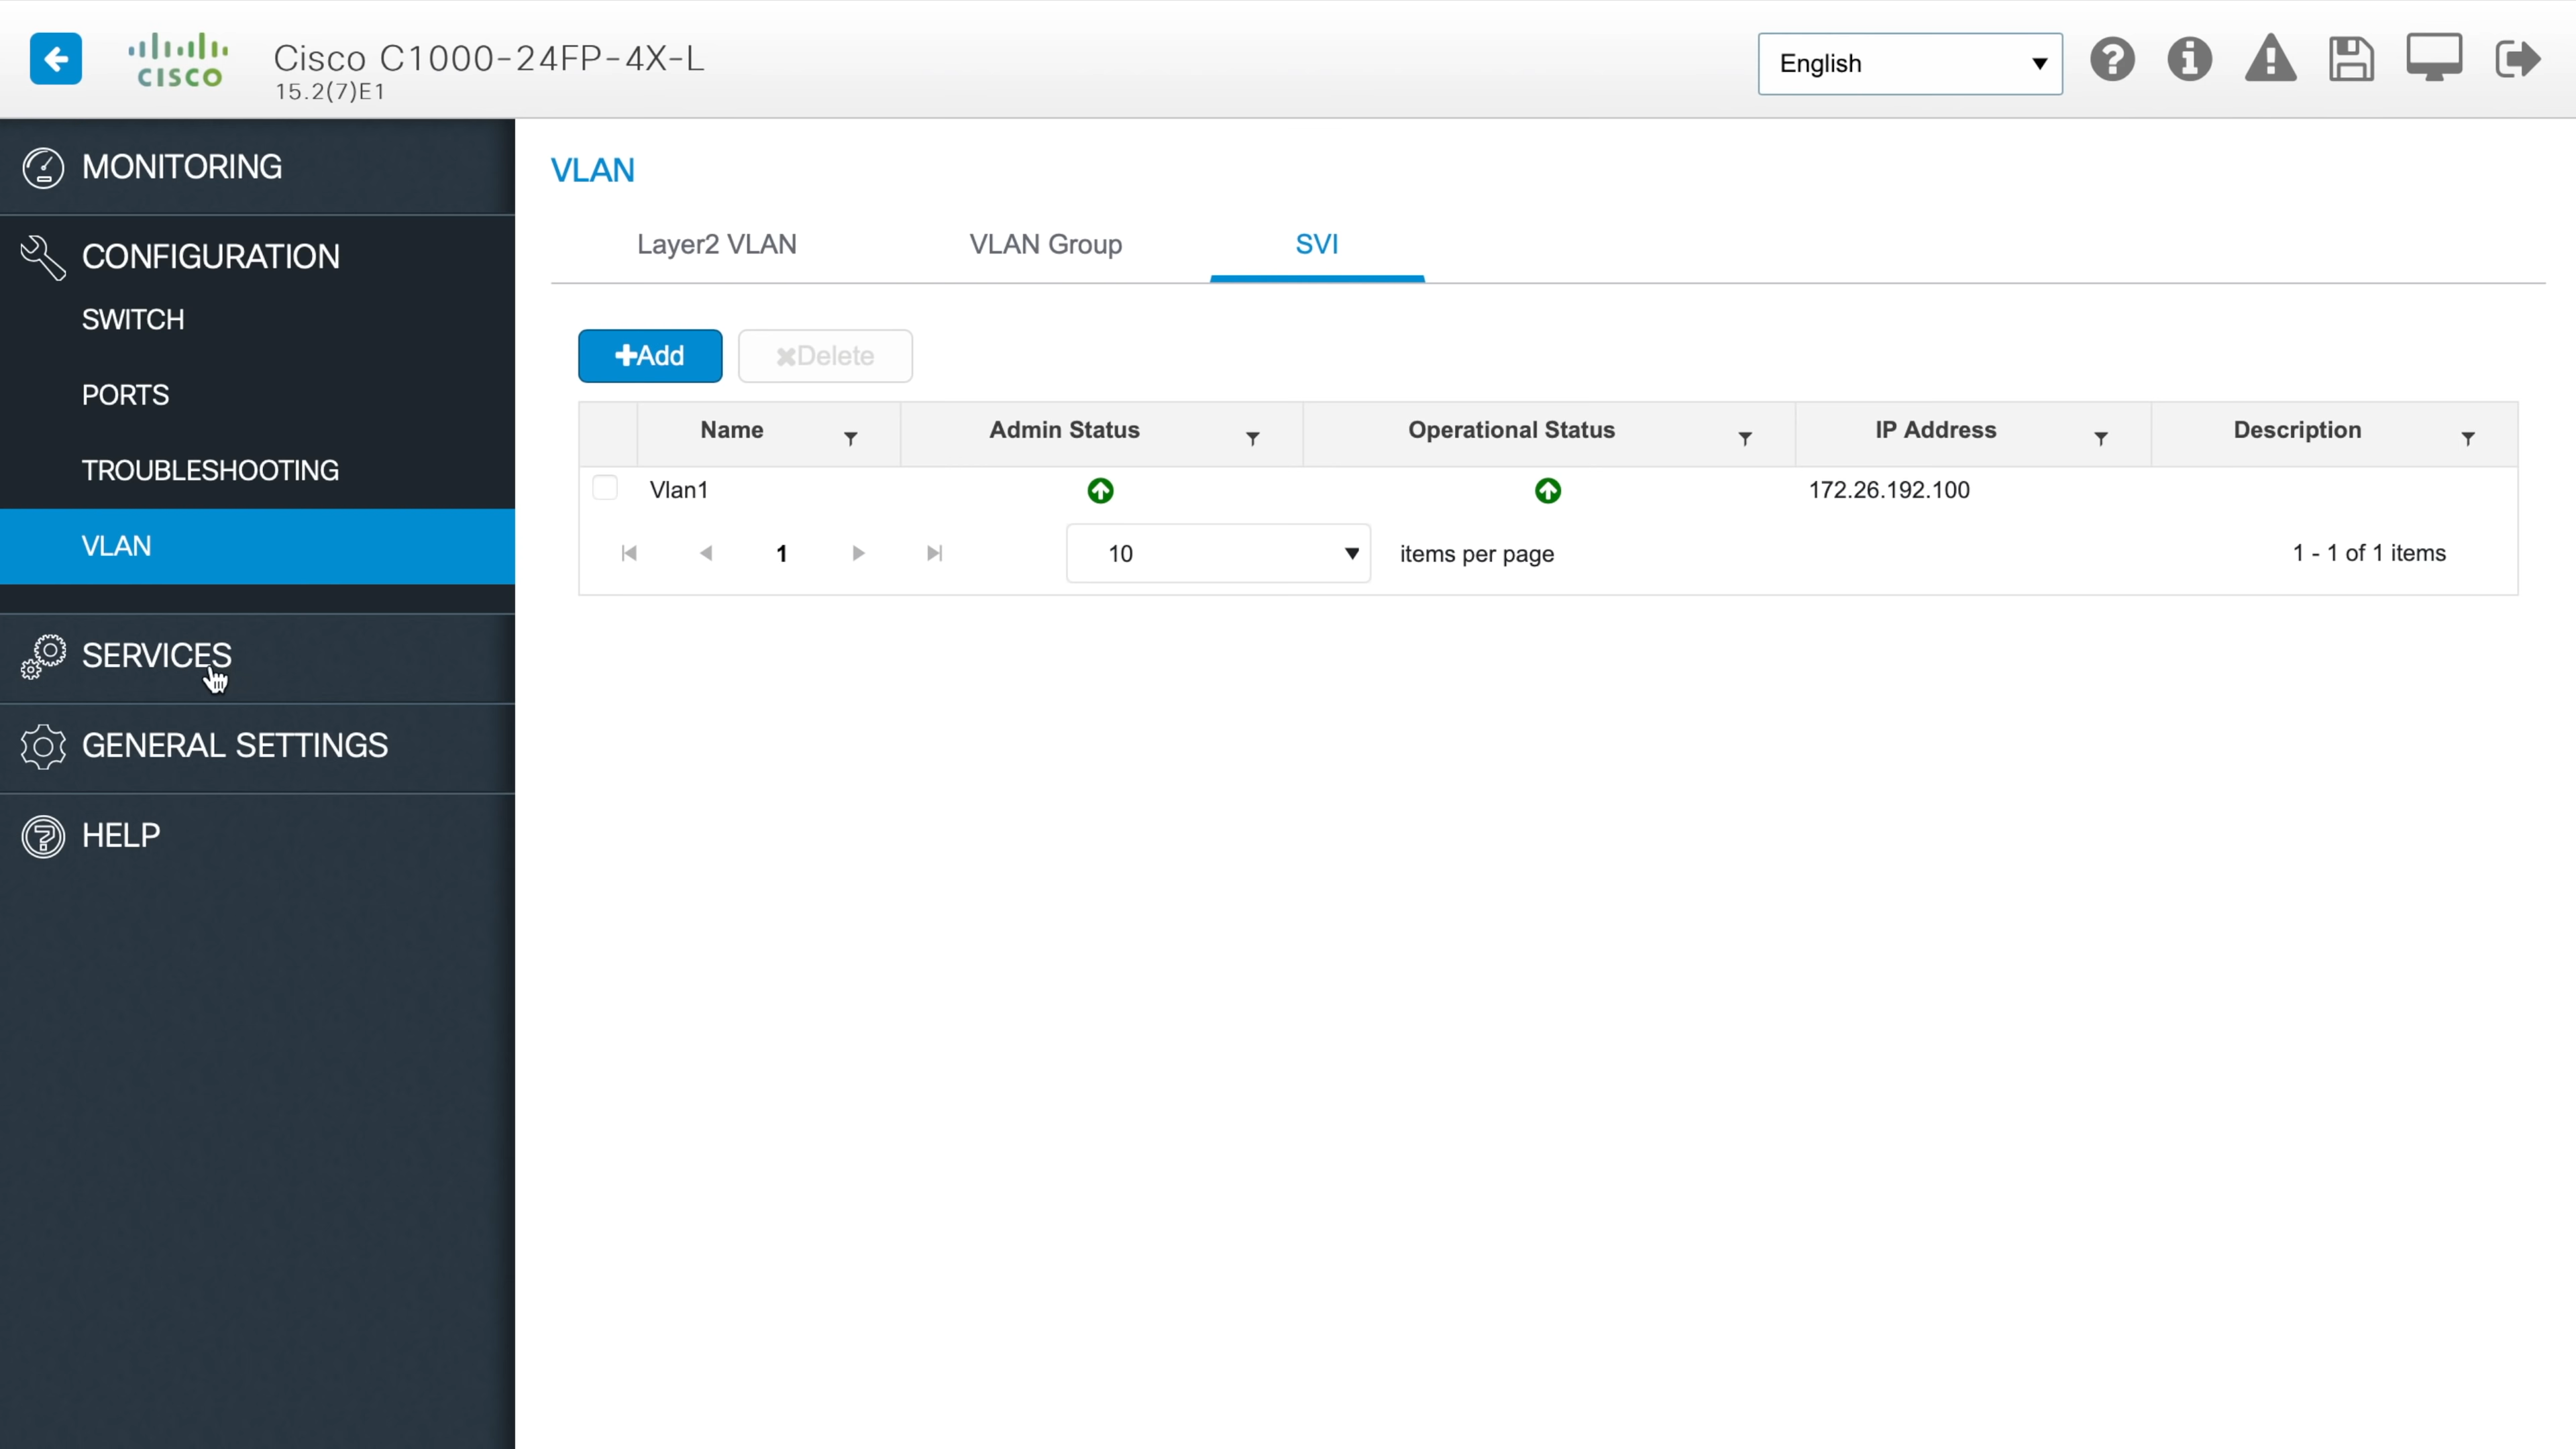 CISCO
Cisco C1000-24FP-4X-L
15.2(7)E1
English
MONITORING
CONFIGURATION
SWITCH
PORTS
TROUBLESHOOTING
VLAN
SERVICES
GENERAL SETTINGS
HELP
VLAN
Layer2 VLAN VLAN Group SVI
Add Delete
Name Admin Status Operational Status IP Address Description
Vlan1 172.26.192.100
1 10 items per page 1 - 1 of 1 items